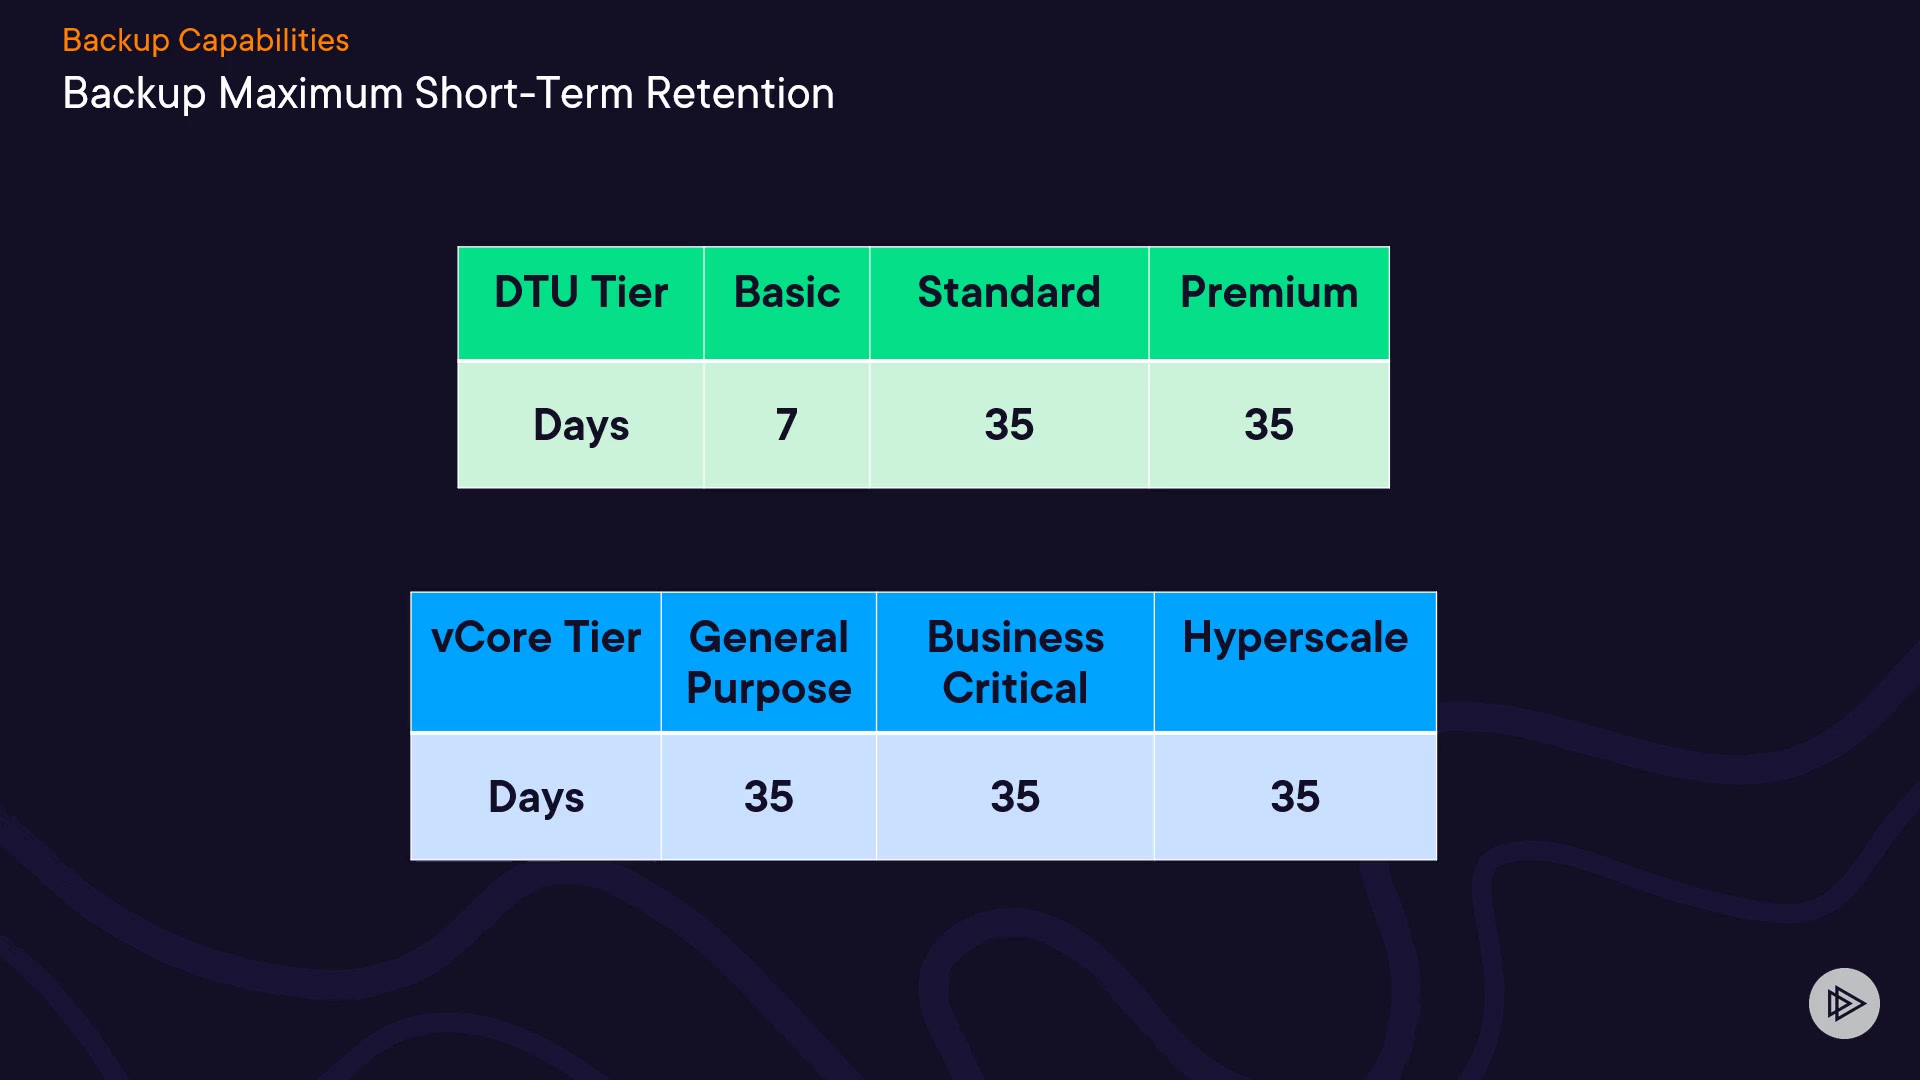 Backup Capabilities
Backup Maximum Short-Term Retention
DTU Tier Basic Standard Premium
Days 7 35 35
vCore Tier General Purpose Business Critical Hyperscale
Days 35 35 35